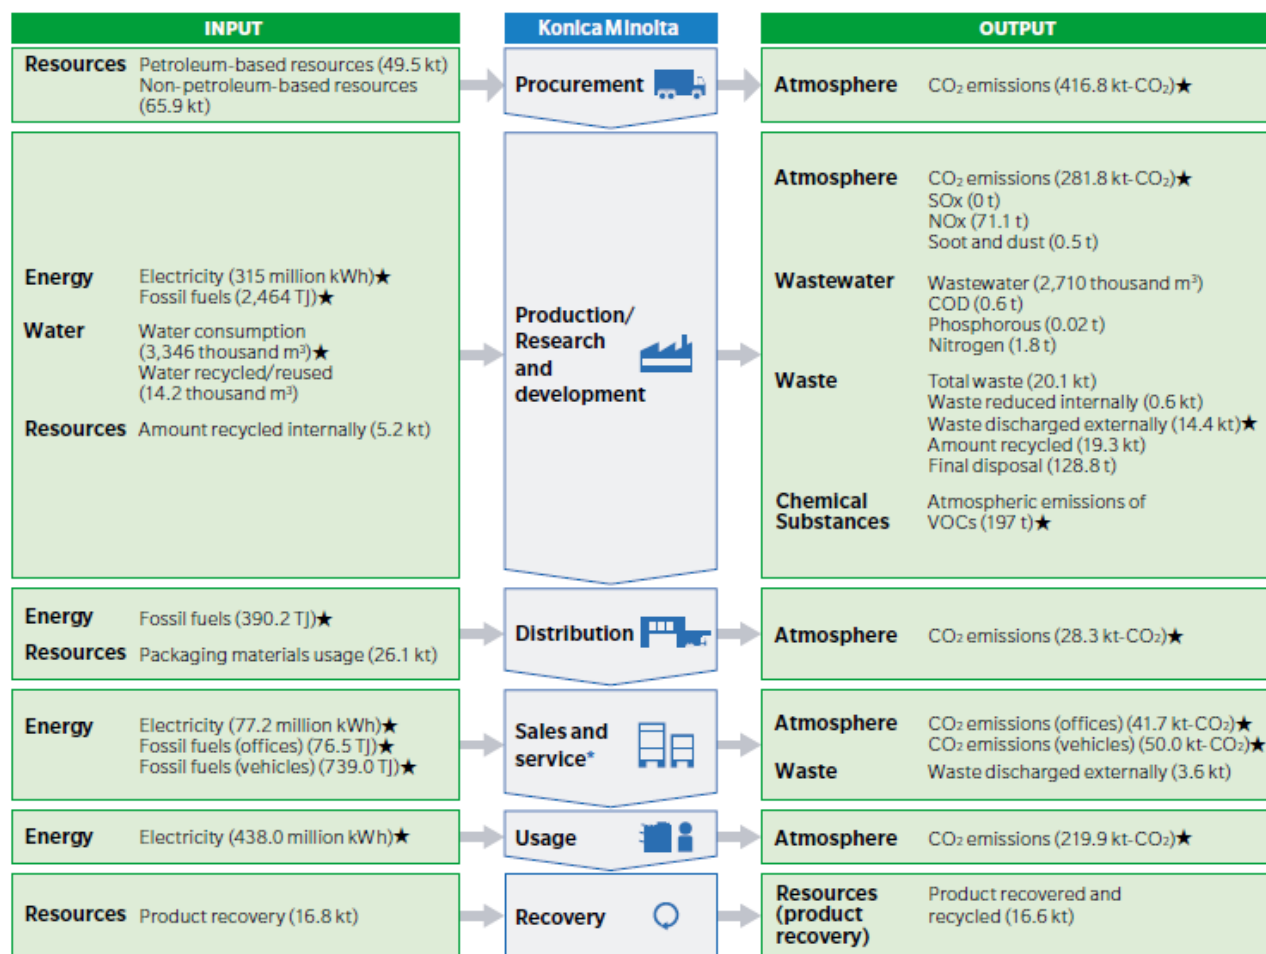 INPUT
Konica Minolta
OUTPUT
Resources Petroleum-based resources (49.5 kt)
Non-petroleum-based resources
(65.9 kt)
Procurement
Atmosphere CO₂ emissions (416.8 kt-CO₂)★
Energy Electricity (315 million kWh)★
Fossil fuels (2,464 TJ)★
Water Water consumption
(3,346 thousand m³)★
Water recycled/reused
(14.2 thousand m³)
Resources Amount recycled internally (5.2 kt)
Production/
Research
and
development
Atmosphere CO₂ emissions (281.8 kt-CO₂)★
SOx (0 t)
NOx (71.1 t)
Soot and dust (0.5 t)
Wastewater Wastewater (2,710 thousand m³)
COD (0.6 t)
Phosphorous (0.02 t)
Nitrogen (1.8 t)
Waste Total waste (20.1 kt)
Waste reduced internally (0.6 kt)
Waste discharged externally (14.4 kt)★
Amount recycled (19.3 kt)
Final disposal (128.8 t)
Chemical Atmospheric emissions of
Substances VOCs (197 t)★
Energy Fossil fuels (390.2 TJ)★
Resources Packaging materials usage (26.1 kt)
Distribution
Atmosphere CO₂ emissions (28.3 kt-CO₂)★
Energy Electricity (77.2 million kWh)★
Fossil fuels (offices) (76.5 TJ)★
Fossil fuels (vehicles) (739.0 TJ)★
Sales and
service*
Atmosphere CO₂ emissions (offices) (41.7 kt-CO₂)★
CO₂ emissions (vehicles) (50.0 kt-CO₂)★
Waste Waste discharged externally (3.6 kt)
Energy Electricity (438.0 million kWh)★
Usage
Atmosphere CO₂ emissions (219.9 kt-CO₂)★
Resources Product recovery (16.8 kt)
Recovery
Resources Product recovered and
(product recycled (16.6 kt)
recovery)